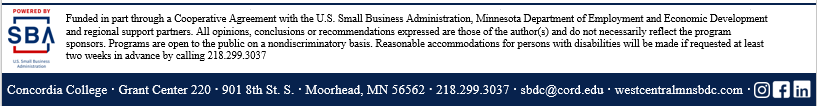 POWERED BY
SBA
U.S. Small Business
Administration
Funded in part through a Cooperative Agreement with the U.S. Small Business Administration, Minnesota Department of Employment and Economic Development
and regional support partners. All opinions, conclusions or recommendations expressed are those of the author(s) and do not necessarily reflect the program
sponsors. Programs are open to the public on a nondiscriminatory basis. Reasonable accommodations for persons with disabilities will be made if requested at least
two weeks in advance by calling 218.299.3037
Concordia College · Grant Center 220 · 901 8th St. S. · Moorhead, MN 56562 · 218.299.3037 · sbdc@cord.edu · westcentralmnsbdc.com ·